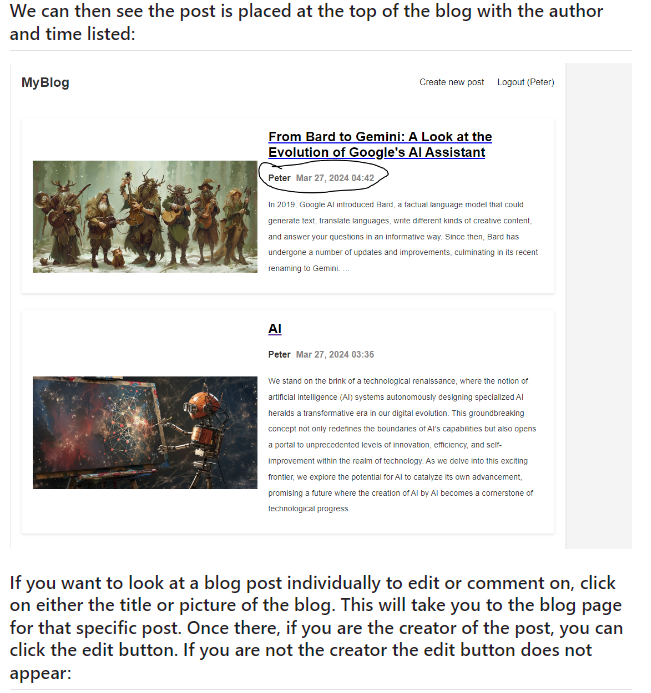 We can then see the post is placed at the top of the blog with the author
and time listed:
MyBlog
Create new post Logout (Peter)
From Bard to Gemini: A Look at the
Evolution of Google's AI Assistant
Peter Mar 27, 2024 04:42
In 2019, Google AI introduced Bard, a factual language model that could
generate text, translate languages, write different kinds of creative content,
and answer your questions in an informative way. Since then, Bard has
undergone a number of updates and improvements, culminating in its recent
renaming to Gemini. ...
AI
Peter Mar 27, 2024 03:35
We stand on the brink of a technological renaissance, where the notion of
artificial intelligence (AI) systems autonomously designing specialized AI
heralds a transformative era in our digital evolution. This groundbreaking
concept not only redefines the boundaries of AI's capabilities but also opens
a portal to unprecedented levels of innovation, efficiency, and self-
improvement within the realm of technology. As we delve into this exciting
frontier, we explore the potential for AI to catalyze its own advancement,
promising a future where the creation of AI by AI becomes a cornerstone of
technological progress
If you want to look at a blog post individually to edit or comment on, click
on either the title or picture of the blog. This will take you to the blog page
for that specific post. Once there, if you are the creator of the post, you can
click the edit button. If you are not the creator the edit button does not
appear: